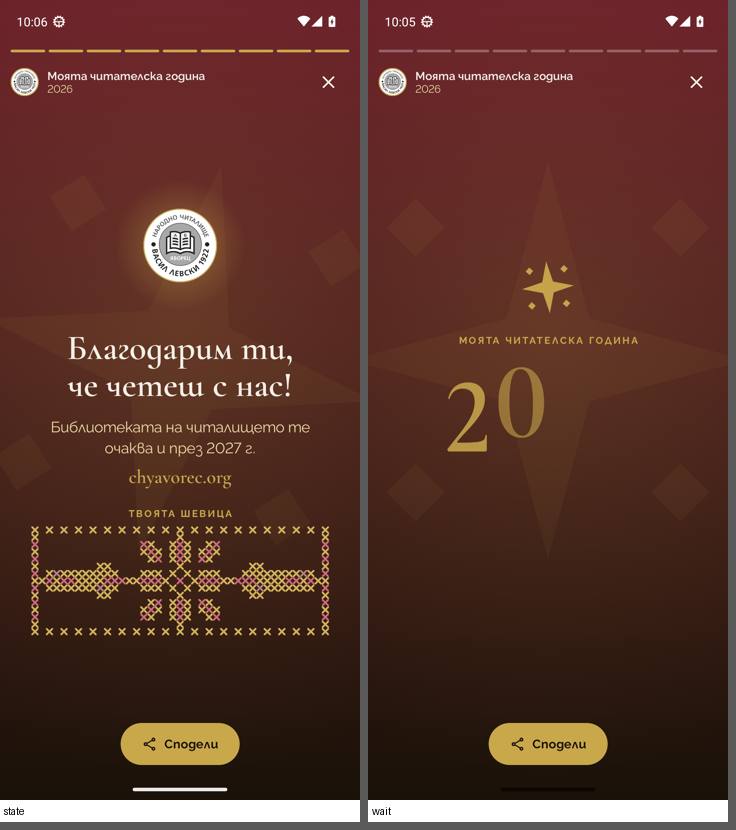 10:06
Моята читателска година
2026
НАРОДНО ЧИТАЛИЩЕ
ЯВОРЕЦ
ВАСИЛ ЛЕВСКИ 1922
Благодарим ти,
че четеш с нас!
Библиотеката на читалището те
очаква и през 2027 г.
chyavorec.org
ТВОЯТА ШЕВИЦА
Сподели
state
10:05
Моята читателска година
2026
МОЯТА ЧИТАТЕЛСКА ГОДИНА
20
Сподели
wait